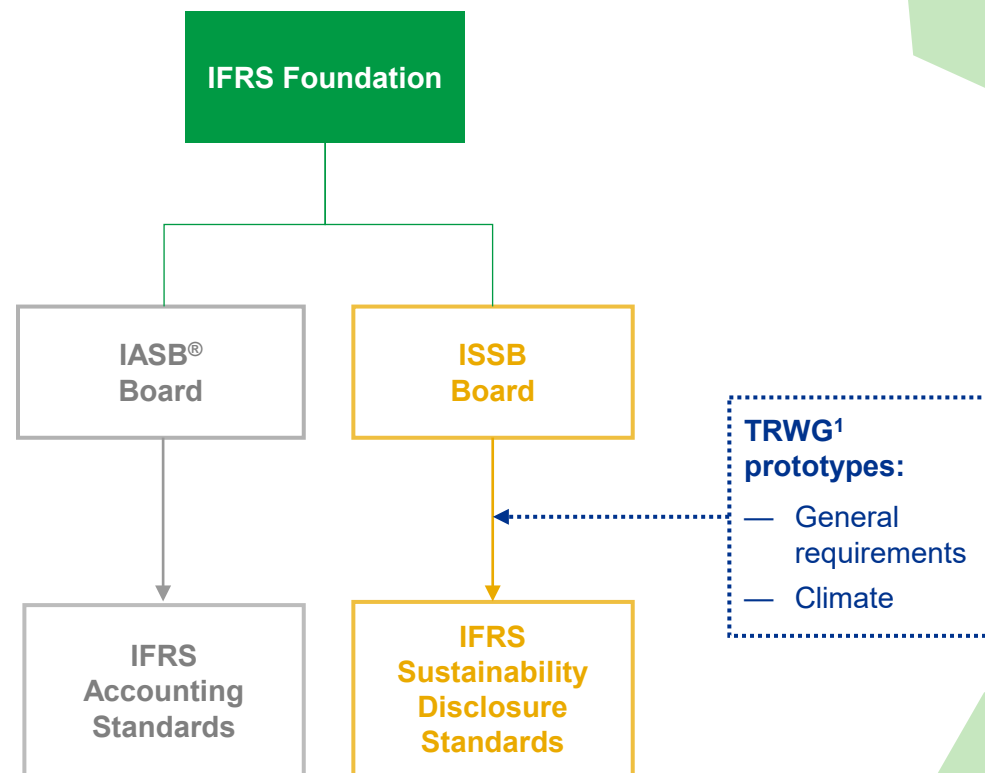 IFRS Foundation
IASB®
Board
ISSB
Board
TRWG¹
prototypes:
— General
requirements
— Climate
IFRS
Accounting
Standards
IFRS
Sustainability
Disclosure
Standards